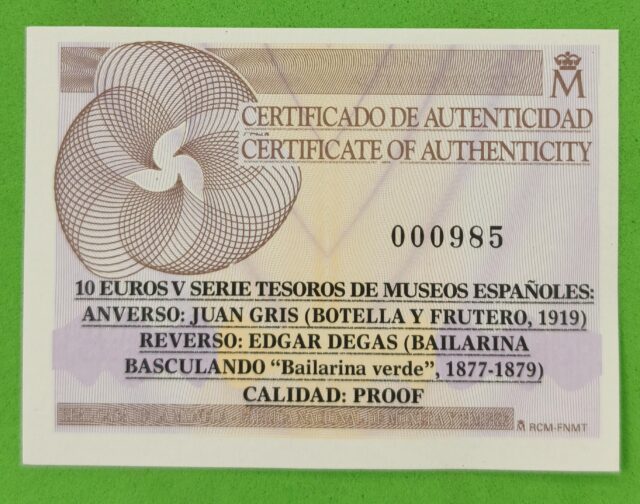 M
CERTIFICADO DE AUTENTICIDAD
CERTIFICATE OF AUTHENTICITY
000985
10 EUROS V SERIE TESOROS DE MUSEOS ESPAÑOLES:
ANVERSO: JUAN GRIS (BOTELLA Y FRUTERO, 1919)
REVERSO: EDGAR DEGAS (BAILARINA
BASCULANDO "Bailarina verde", 1877-1879)
CALIDAD: PROOF
RCM-FNMT